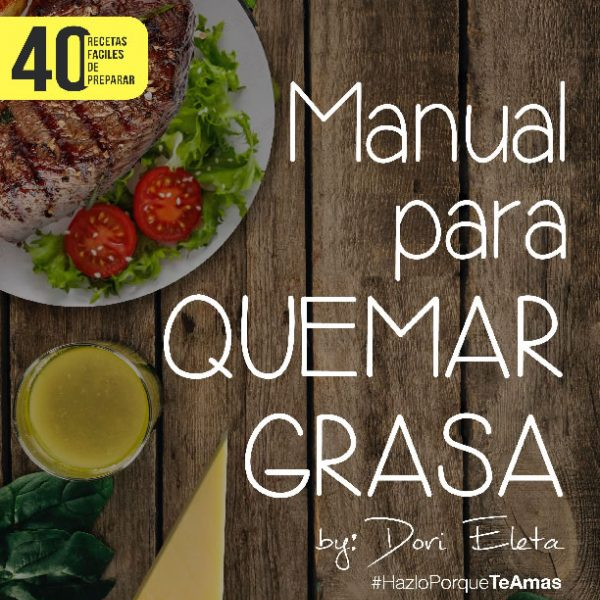 40
RECETAS
FACILES
DE
PREPARAR
Manual
para
QUEMAR
GRASA
by: Dori Eleta
#HazloPorqueTeAmas